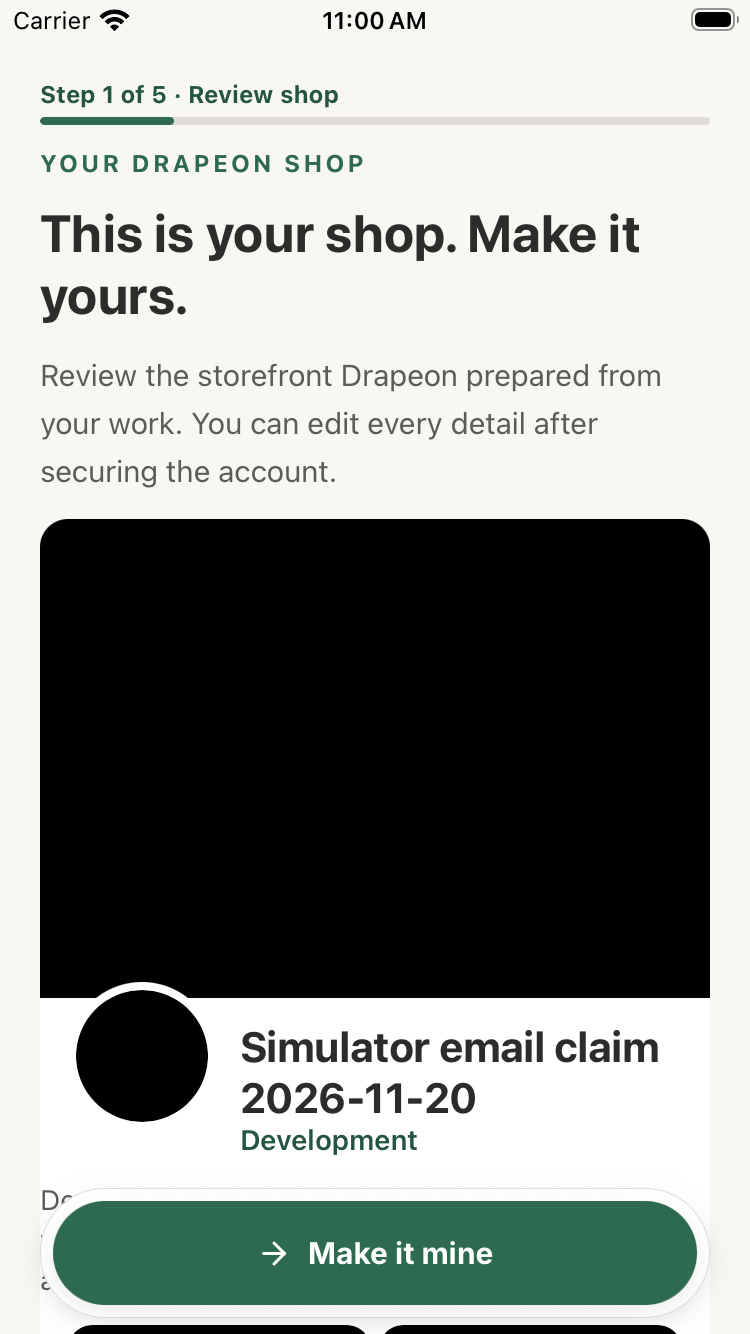 Carrier 11:00 AM
Step 1 of 5 · Review shop
YOUR DRAPEON SHOP
This is your shop. Make it
yours.
Review the storefront Drapeon prepared from
your work. You can edit every detail after
securing the account.
Simulator email claim
2026-11-20
Development
Make it mine